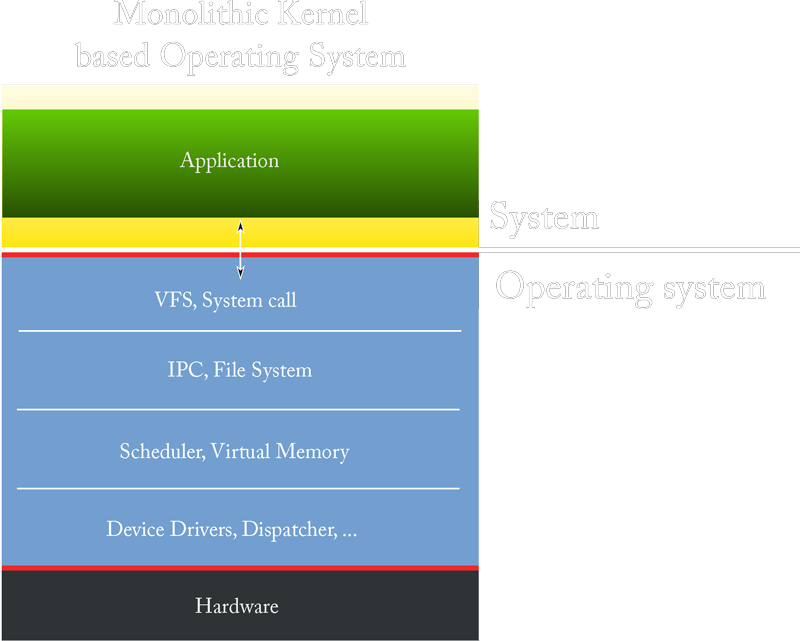 Monolithic Kernel
based Operating System
Application
System
Operating system
VFS, System call
IPC, File System
Scheduler, Virtual Memory
Device Drivers, Dispatcher, ...
Hardware